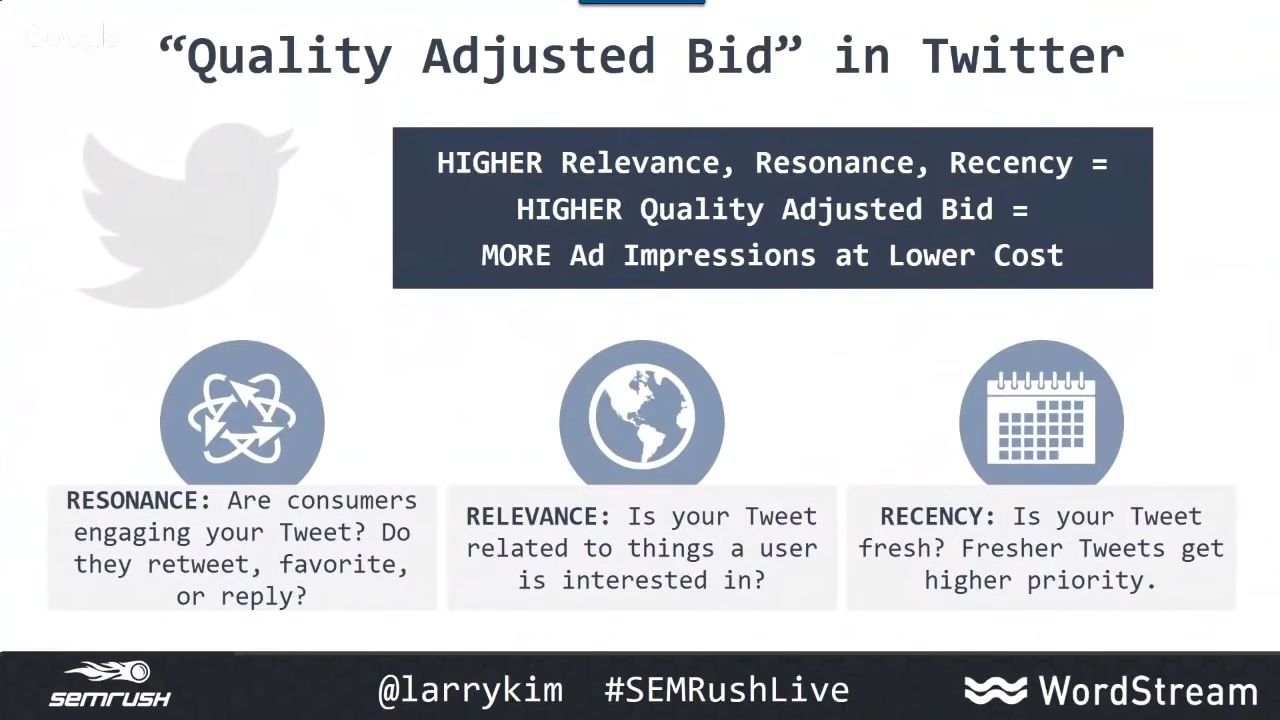 Google
“Quality Adjusted Bid” in Twitter
HIGHER Relevance, Resonance, Recency =
HIGHER Quality Adjusted Bid =
MORE Ad Impressions at Lower Cost
RESONANCE: Are consumers
engaging your Tweet? Do
they retweet, favorite,
or reply?
RELEVANCE: Is your Tweet
related to things a user
is interested in?
RECENCY: Is your Tweet
fresh? Fresher Tweets get
higher priority.
semrush
@larrykim #SEMRushLive
WordStream